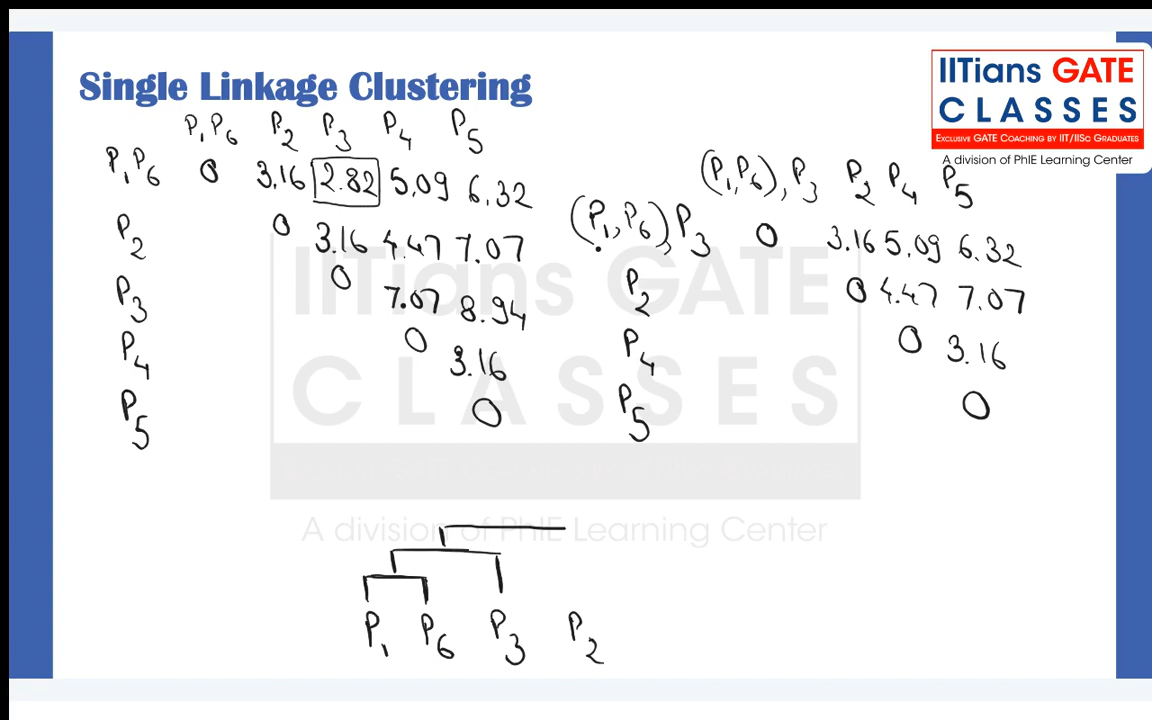 Single Linkage Clustering
IITians GATE
CLASSES
EXCLUSIVE GATE COACHING BY IIT/IISc GRADUATES
A division of PhIE Learning Center
P1P6 P2 P3 P4 P5
P1P6 0 3.16 2.82 5.09 6.32
P2 0 3.16 4.47 7.07
P3 0 7.07 8.94
P4 0 3.16
P5 0
(P1,P6),P3 P2 P4 P5
(P1,P6),P3 0 3.16 5.09 6.32
P2 0 4.47 7.07
P4 0 3.16
P5 0
IITians GATE
CLASSES
A division of PhIE Learning Center
P1 P6 P3 P2